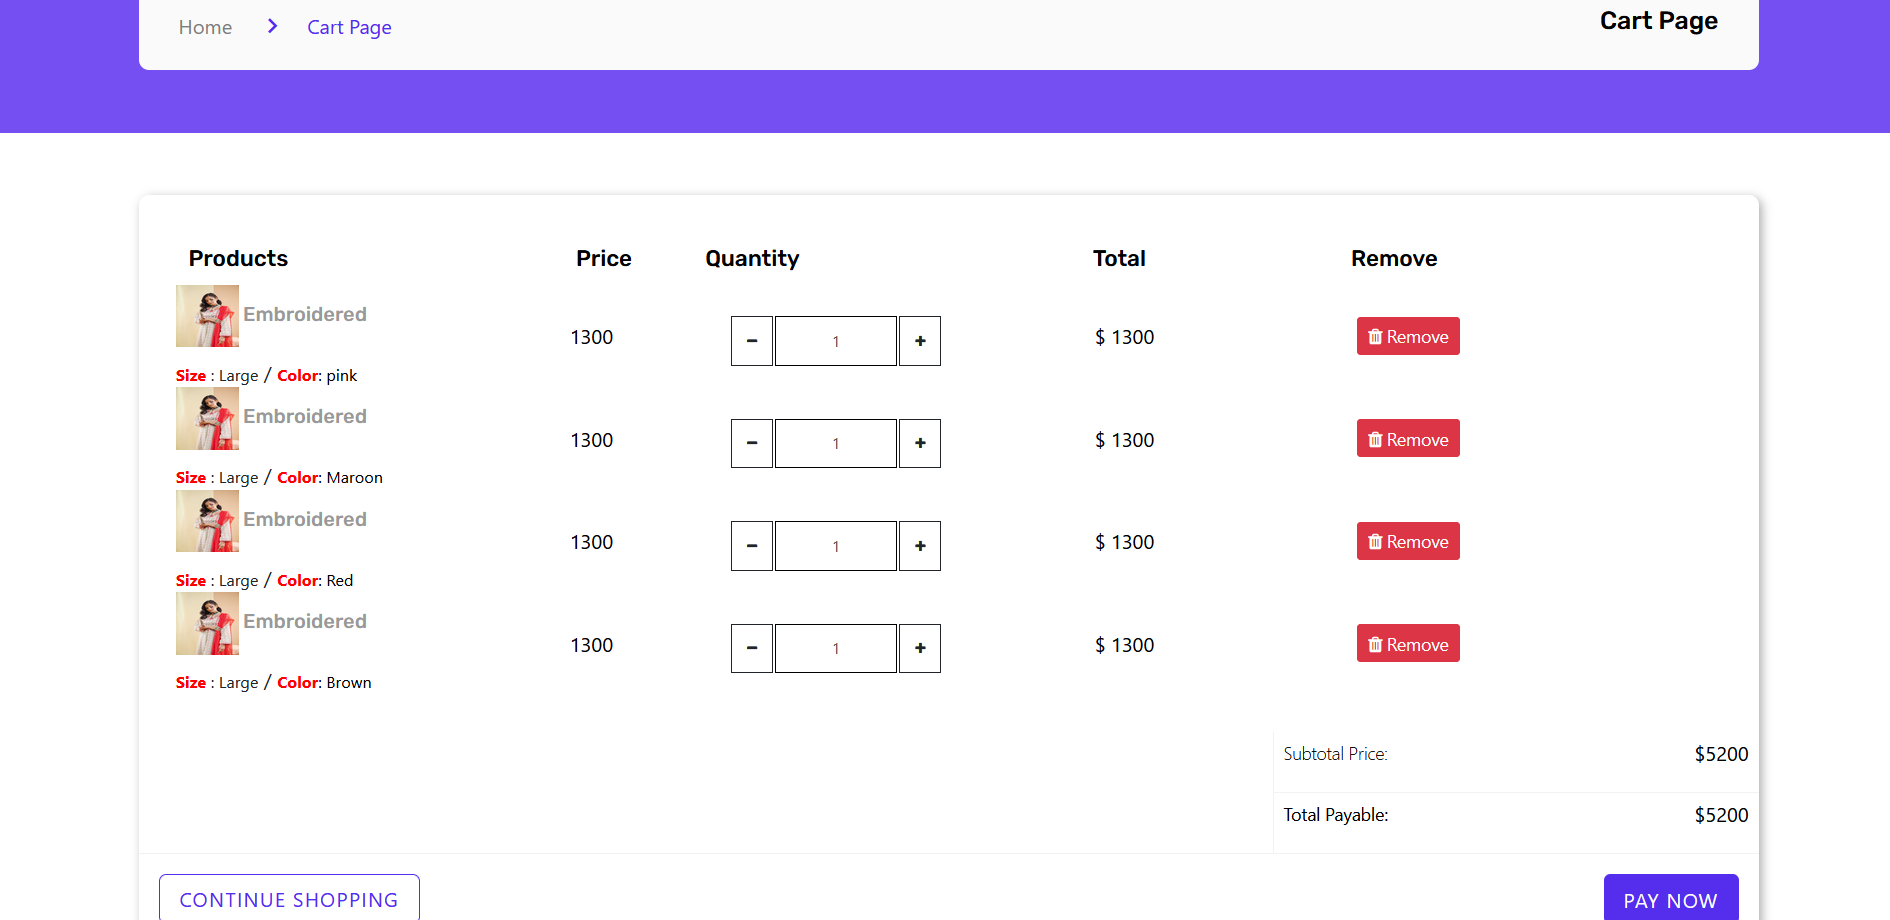 Home > Cart Page
Cart Page
Products Price Quantity Total Remove
Embroidered
1300 - 1 + $ 1300 Remove
Size : Large / Color: pink
Embroidered
1300 - 1 + $ 1300 Remove
Size : Large / Color: Maroon
Embroidered
1300 - 1 + $ 1300 Remove
Size : Large / Color: Red
Embroidered
1300 - 1 + $ 1300 Remove
Size : Large / Color: Brown
Subtotal Price: $5200
Total Payable: $5200
CONTINUE SHOPPING PAY NOW